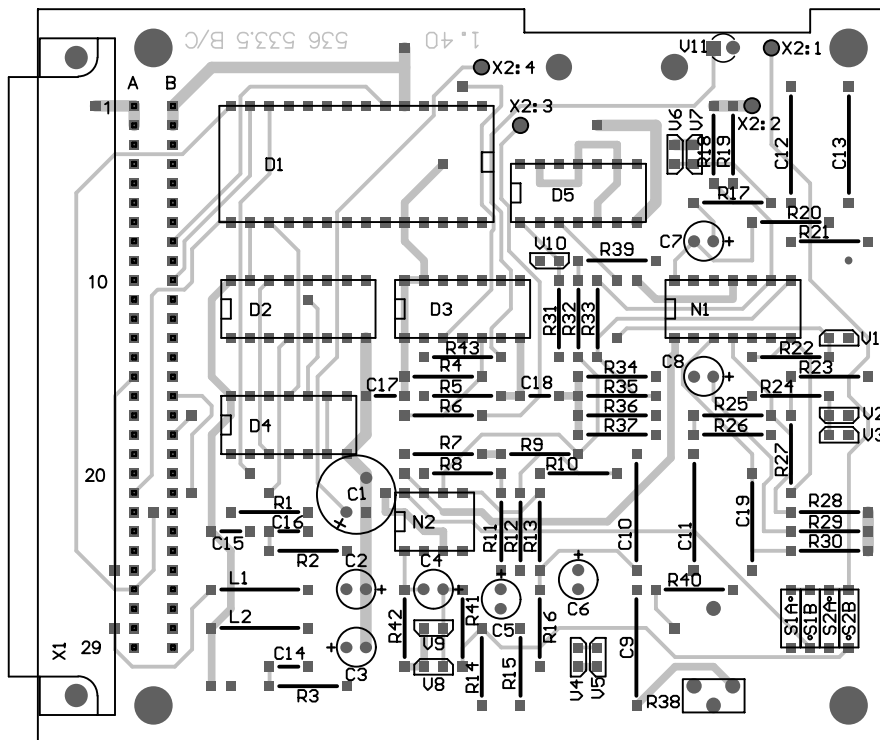 536 533.5 B/C
1.40
V11
X2:1
X2:4
X2:3
X2:2
A
B
1
V6
V7
R18
R19
C12
C13
D1
D5
R17
R20
C7
R21
V10
R39
10
D2
D3
N1
R31
R32
R33
V1
R43
R22
C8
R4
R34
R23
C17
R5
C18
R35
R24
R6
R36
R25
V2
D4
R37
R26
V3
R7
R9
R27
20
R8
R10
C1
R1
N2
C16
C15
R11
R12
R13
C10
C11
C19
R28
R29
R30
R2
C2
C4
L1
C6
R40
L2
R42
R41
C5
R16
S1A
S1B
S2A
S2B
X1
29
V9
C3
C14
V8
R14
R15
V4
V5
C9
R3
R38